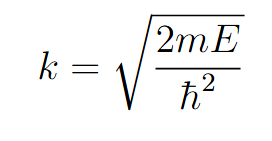 k = √(2mE / ħ²)